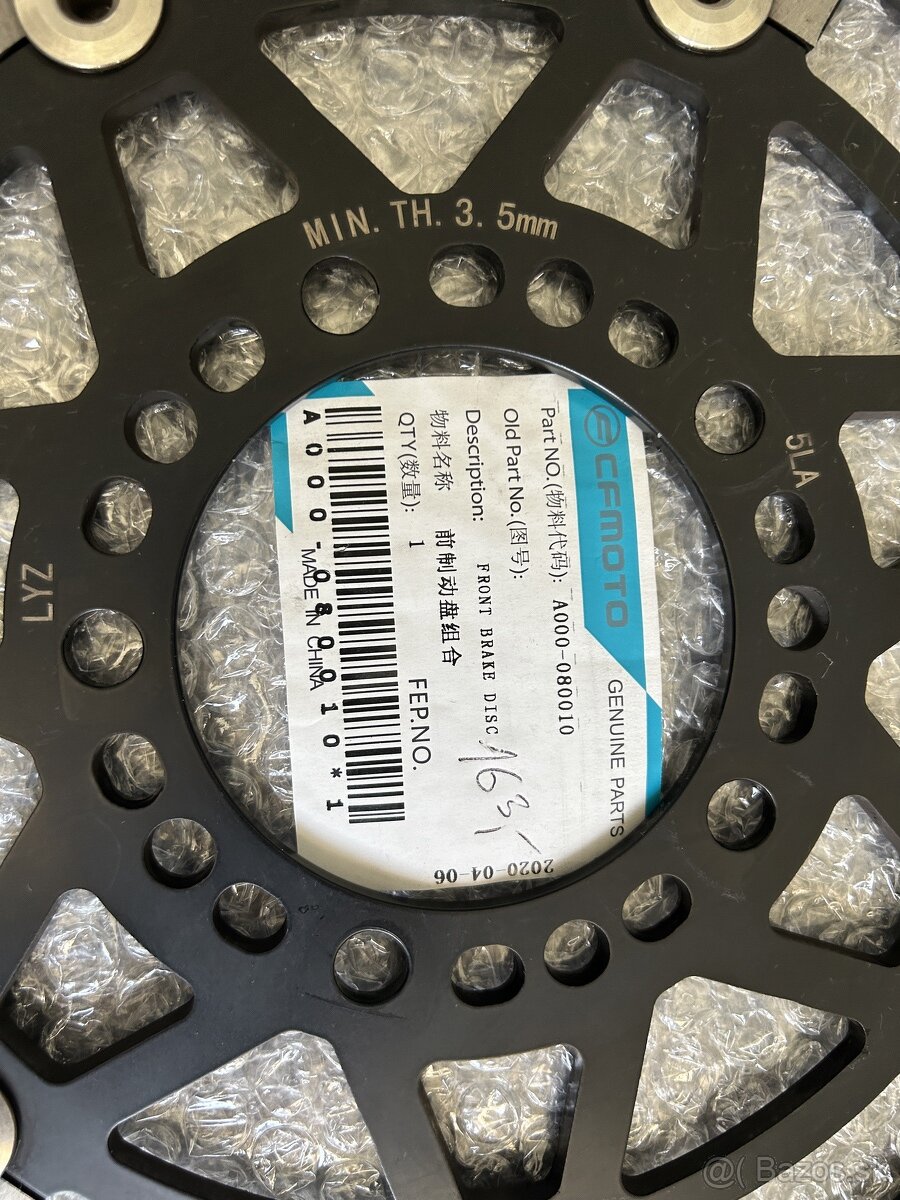 MIN. TH. 3. 5mm
5LA
LYZ
CFMOTO
GENUINE PARTS
Part NO.(物料代码): A000-080010
Old Part No.(图号):
Description: FRONT BRAKE DISC
物料名称 前制动盘组合
QTY(数量): 1
FEP.NO.
163,-
2020-04-06
MADE IN CHINA
A000-080010*1
@( Bazos.sk